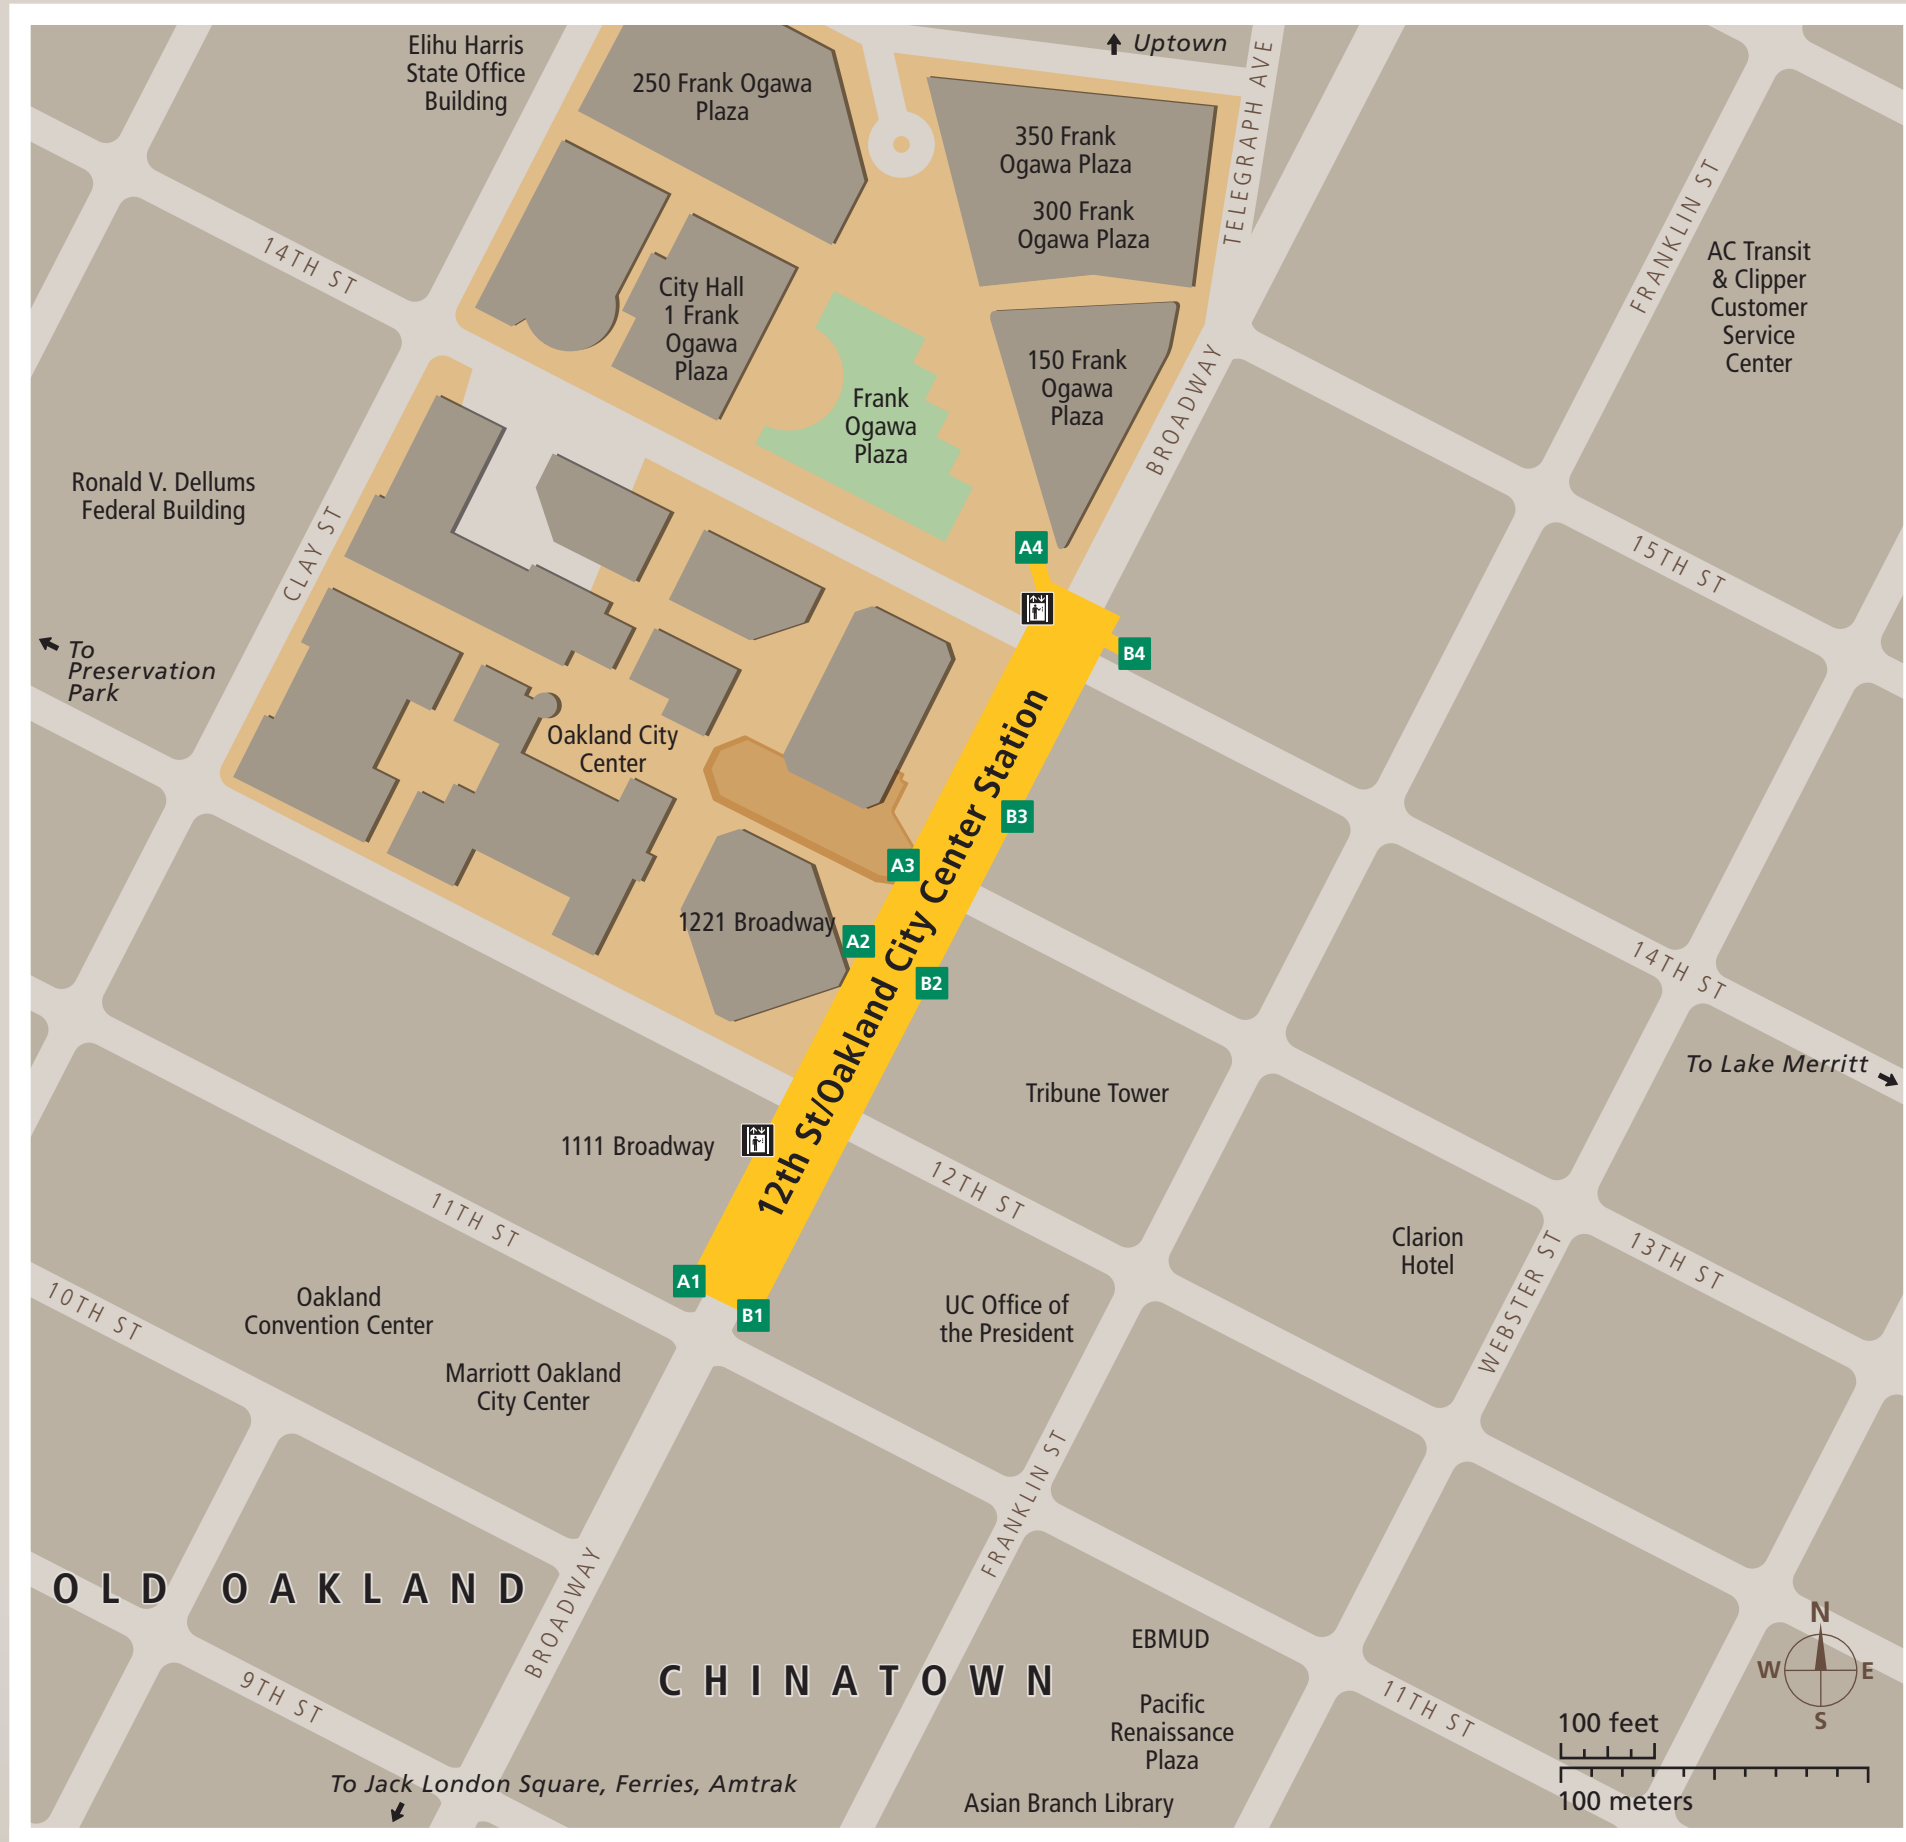 Elihu Harris
State Office
Building
250 Frank Ogawa
Plaza
Uptown
TELEGRAPH AVE
350 Frank
Ogawa Plaza
300 Frank
Ogawa Plaza
FRANKLIN ST
AC Transit
& Clipper
Customer
Service
Center
14TH ST
City Hall
1 Frank
Ogawa
Plaza
150 Frank
Ogawa
Plaza
BROADWAY
Frank
Ogawa
Plaza
Ronald V. Dellums
Federal Building
CLAY ST
A4
15TH ST
B4
To
Preservation
Park
Oakland City
Center
12th St/Oakland City Center Station
B3
A3
1221 Broadway
A2
B2
14TH ST
To Lake Merritt
Tribune Tower
1111 Broadway
12TH ST
11TH ST
Clarion
Hotel
13TH ST
WEBSTER ST
A1
B1
10TH ST
Oakland
Convention Center
UC Office of
the President
Marriott Oakland
City Center
FRANKLIN ST
OLD OAKLAND
BROADWAY
CHINATOWN
EBMUD
N
W
E
S
9TH ST
Pacific
Renaissance
Plaza
11TH ST
100 feet
100 meters
To Jack London Square, Ferries, Amtrak
Asian Branch Library